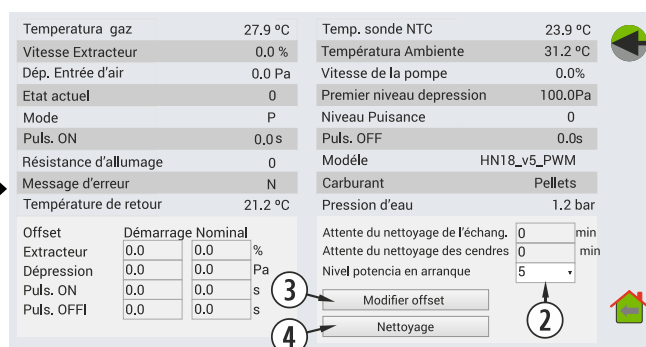 Temperatura gaz 27.9 ºC
Vitesse Extracteur 0.0 %
Dép. Entrée d'air 0.0 Pa
Etat actuel 0
Mode P
Puls. ON 0.0 s
Résistance d'allumage 0
Message d'erreur N
Température de retour 21.2 ºC
Temp. sonde NTC 23.9 ºC
Températura Ambiente 31.2 ºC
Vitesse de la pompe 0.0%
Premier niveau depression 100.0Pa
Niveau Puisance 0
Puls. OFF 0.0s
Modéle HN18_v5_PWM
Carburant Pellets
Pression d'eau 1.2 bar
Offset Démarrage Nominal
Extracteur 0.0 0.0 %
Dépression 0.0 0.0 Pa
Puls. ON 0.0 0.0 s
Puls. OFFI 0.0 0.0 s
Attente du nettoyage de l'échang. 0 min
Attente du nettoyage des cendres 0 min
Nivel potencia en arranque 5
3 Modifier offset
4 Nettoyage
2